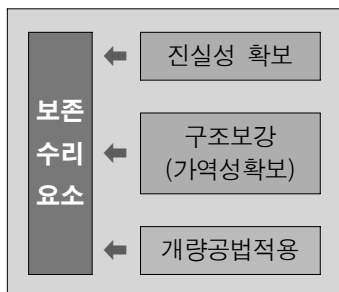 보존
수리
요소
진실성 확보
구조보강
(가역성확보)
개량공법적용